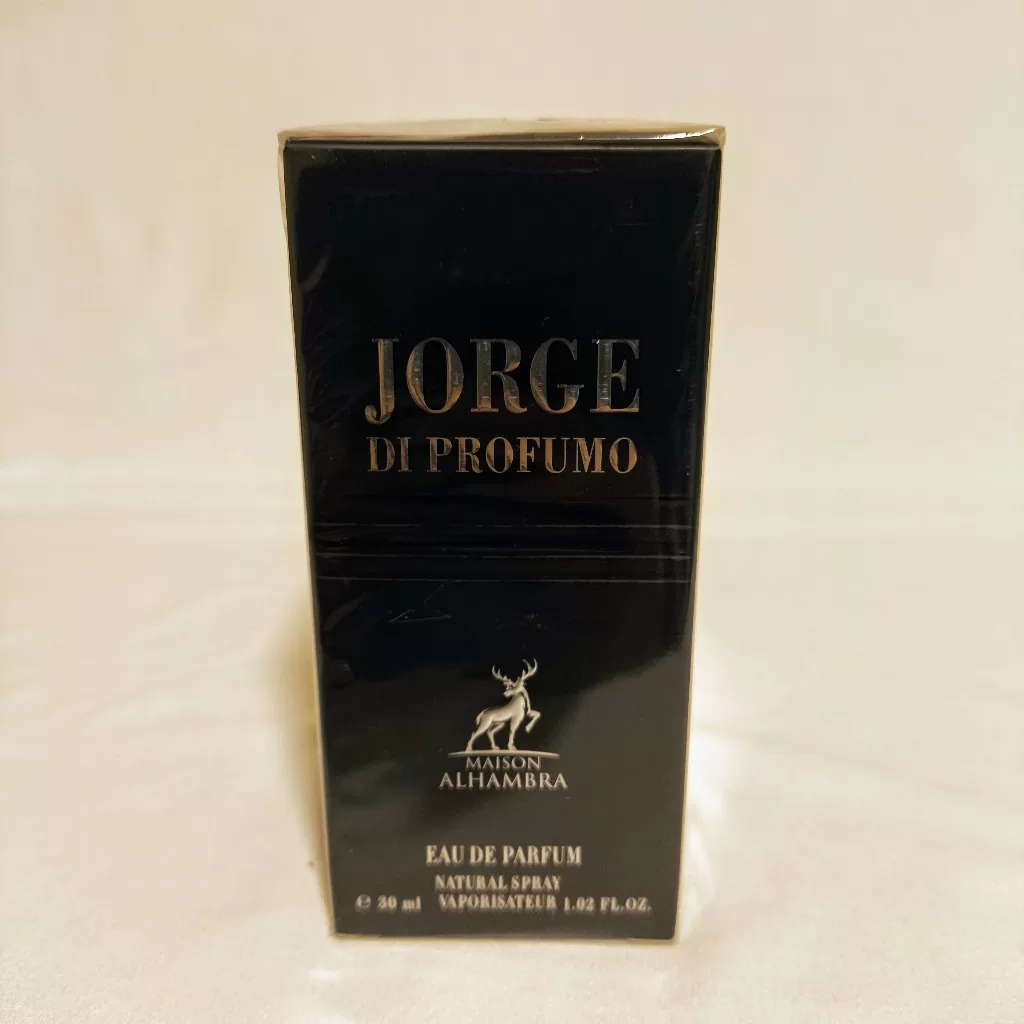 JORGE
DI PROFUMO
MAISON
ALHAMBRA
EAU DE PARFUM
NATURAL SPRAY
℮ 30 ml VAPORISATEUR 1.02 FL.OZ.